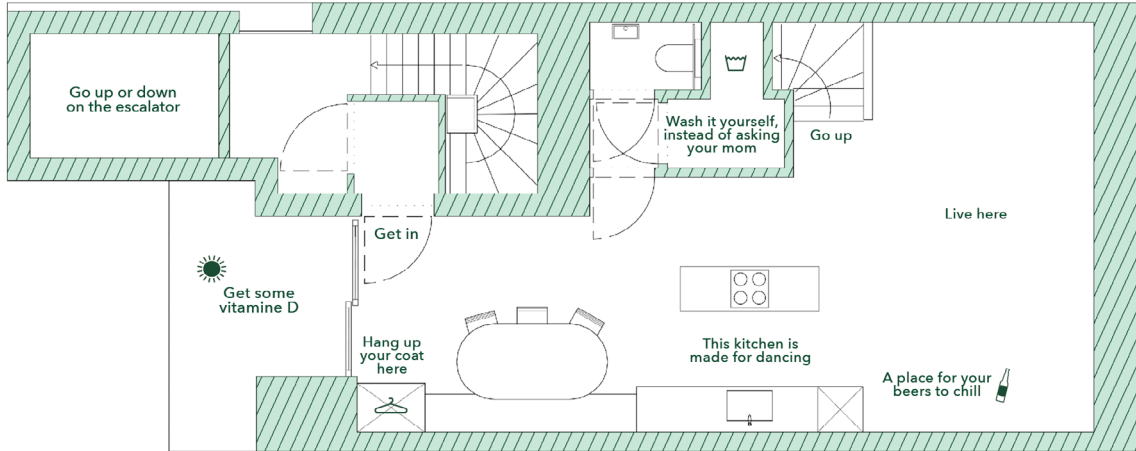 Go up or down
on the escalator
Wash it yourself,
instead of asking
your mom
Go up
Live here
Get in
Get some
vitamine D
Hang up
your coat
here
This kitchen is
made for dancing
A place for your
beers to chill